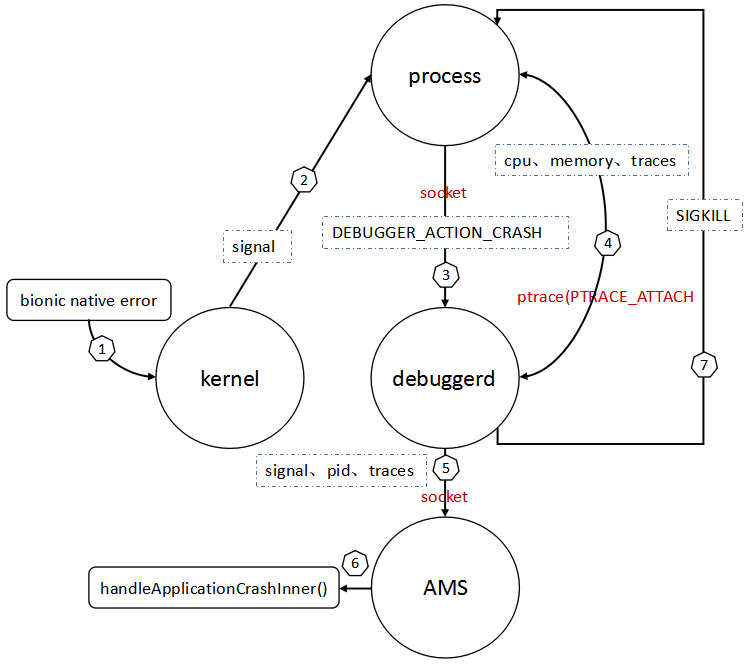 process
cpu、memory、traces
2
socket
SIGKILL
signal
DEBUGGER_ACTION_CRASH
4
3
bionic native error
ptrace(PTRACE_ATTACH
1
7
kernel
debuggerd
signal、pid、traces
5
socket
6
handleApplicationCrashInner()
AMS